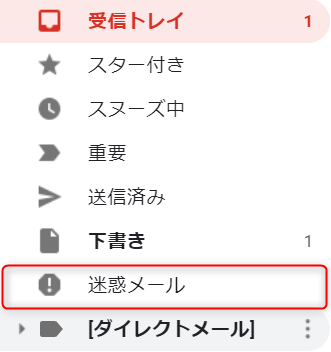 受信トレイ 1
スター付き
スヌーズ中
重要
送信済み
下書き 1
迷惑メール
[ダイレクトメール]